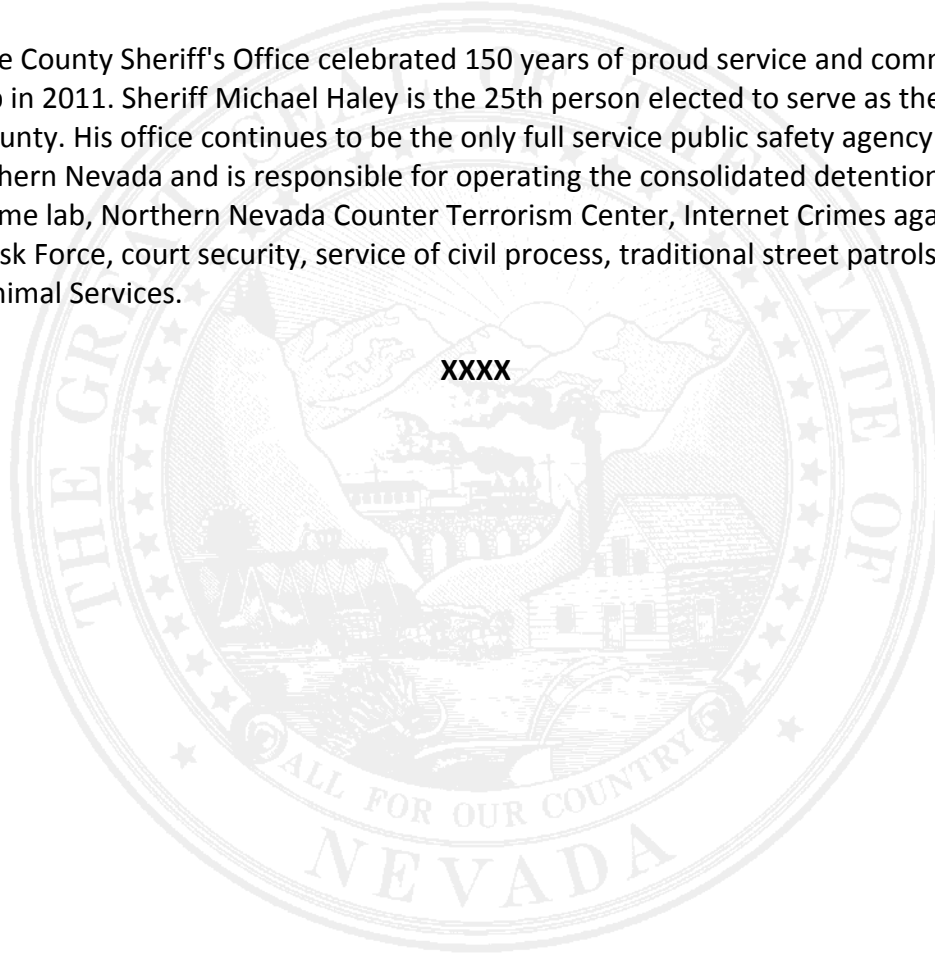 e County Sheriff's Office celebrated 150 years of proud service and comm
in 2011. Sheriff Michael Haley is the 25th person elected to serve as the
unty. His office continues to be the only full service public safety agency
hern Nevada and is responsible for operating the consolidated detention
me lab, Northern Nevada Counter Terrorism Center, Internet Crimes aga
sk Force, court security, service of civil process, traditional street patrols
nimal Services.
XXXX
THE GREAT SEAL OF THE STATE OF
ALL FOR OUR COUNTRY
NEVADA